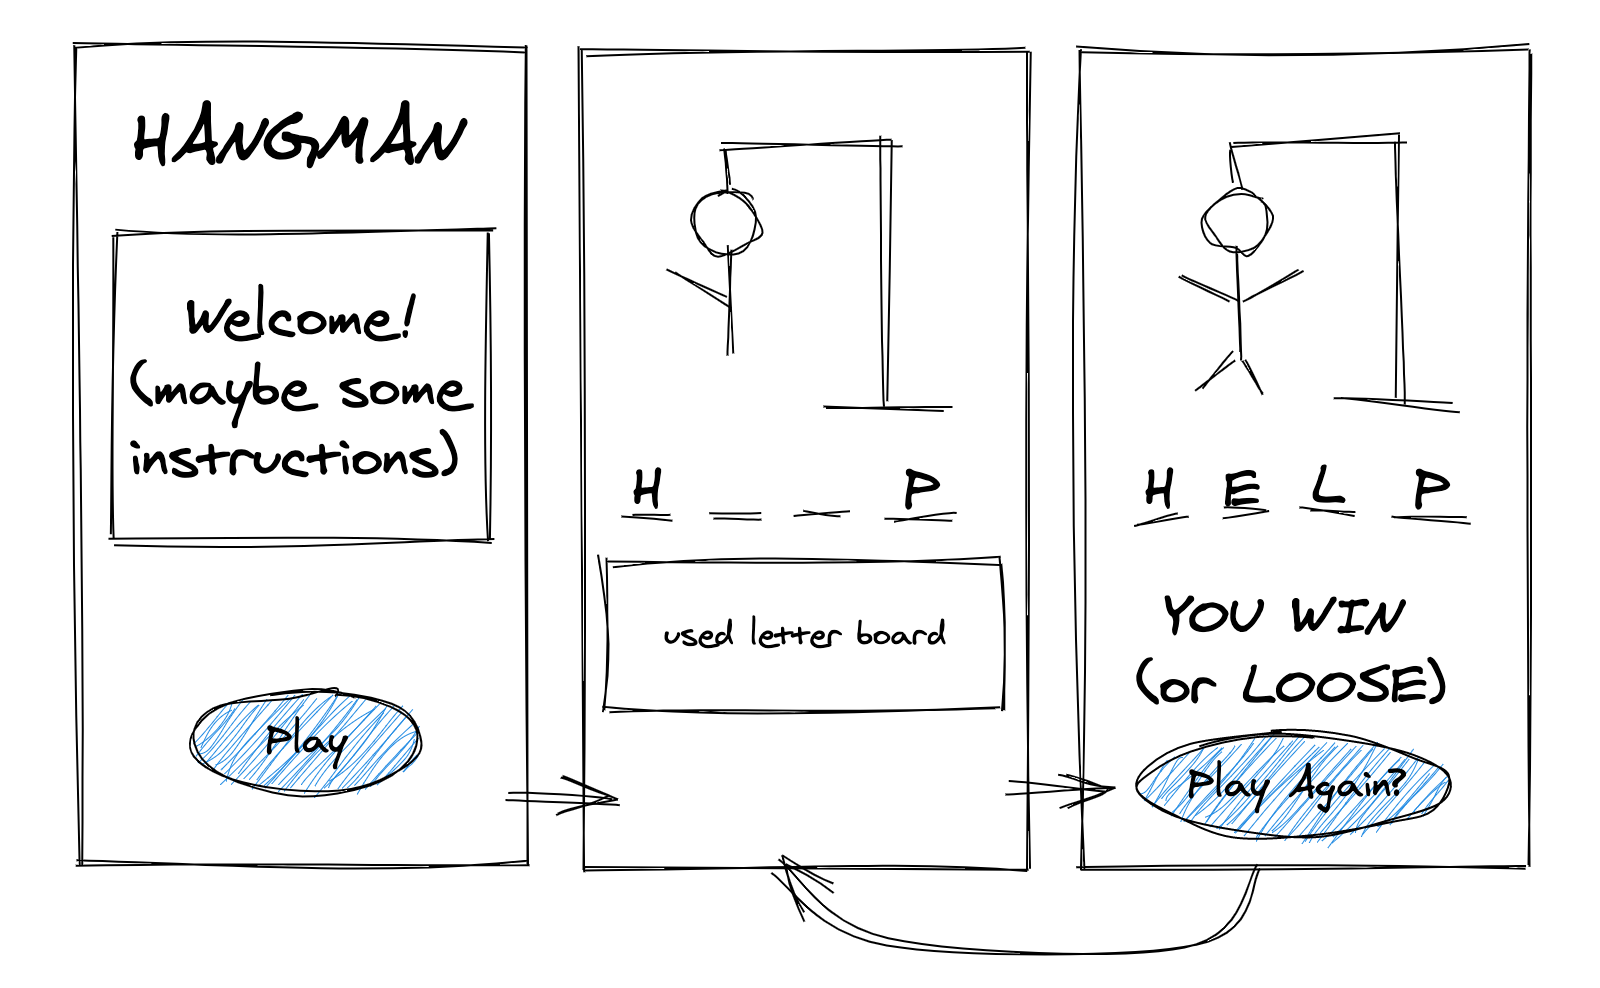 HANGMAN
Welcome!
(maybe some
instructions)
Play
H P
used letter board
H E L P
YOU WIN
(or LOOSE)
Play Again?